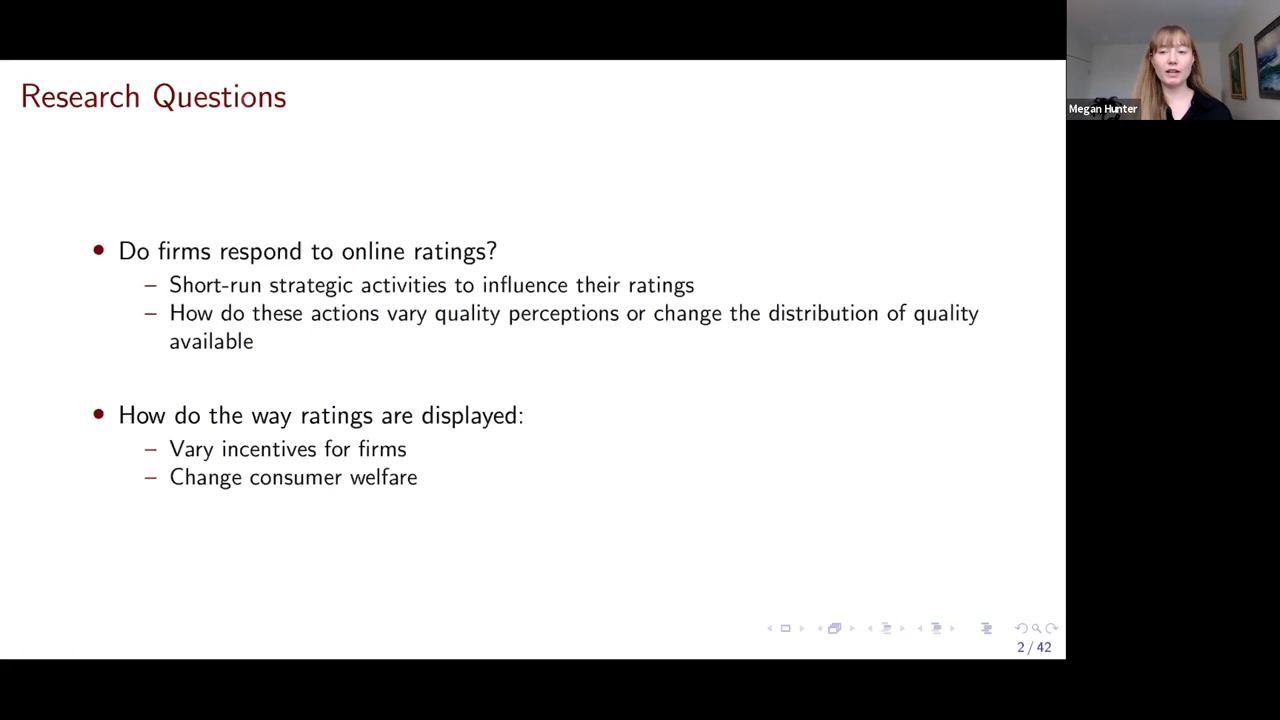 Research Questions
Megan Hunter
• Do firms respond to online ratings?
– Short-run strategic activities to influence their ratings
– How do these actions vary quality perceptions or change the distribution of quality
available
• How do the way ratings are displayed:
– Vary incentives for firms
– Change consumer welfare
2 / 42